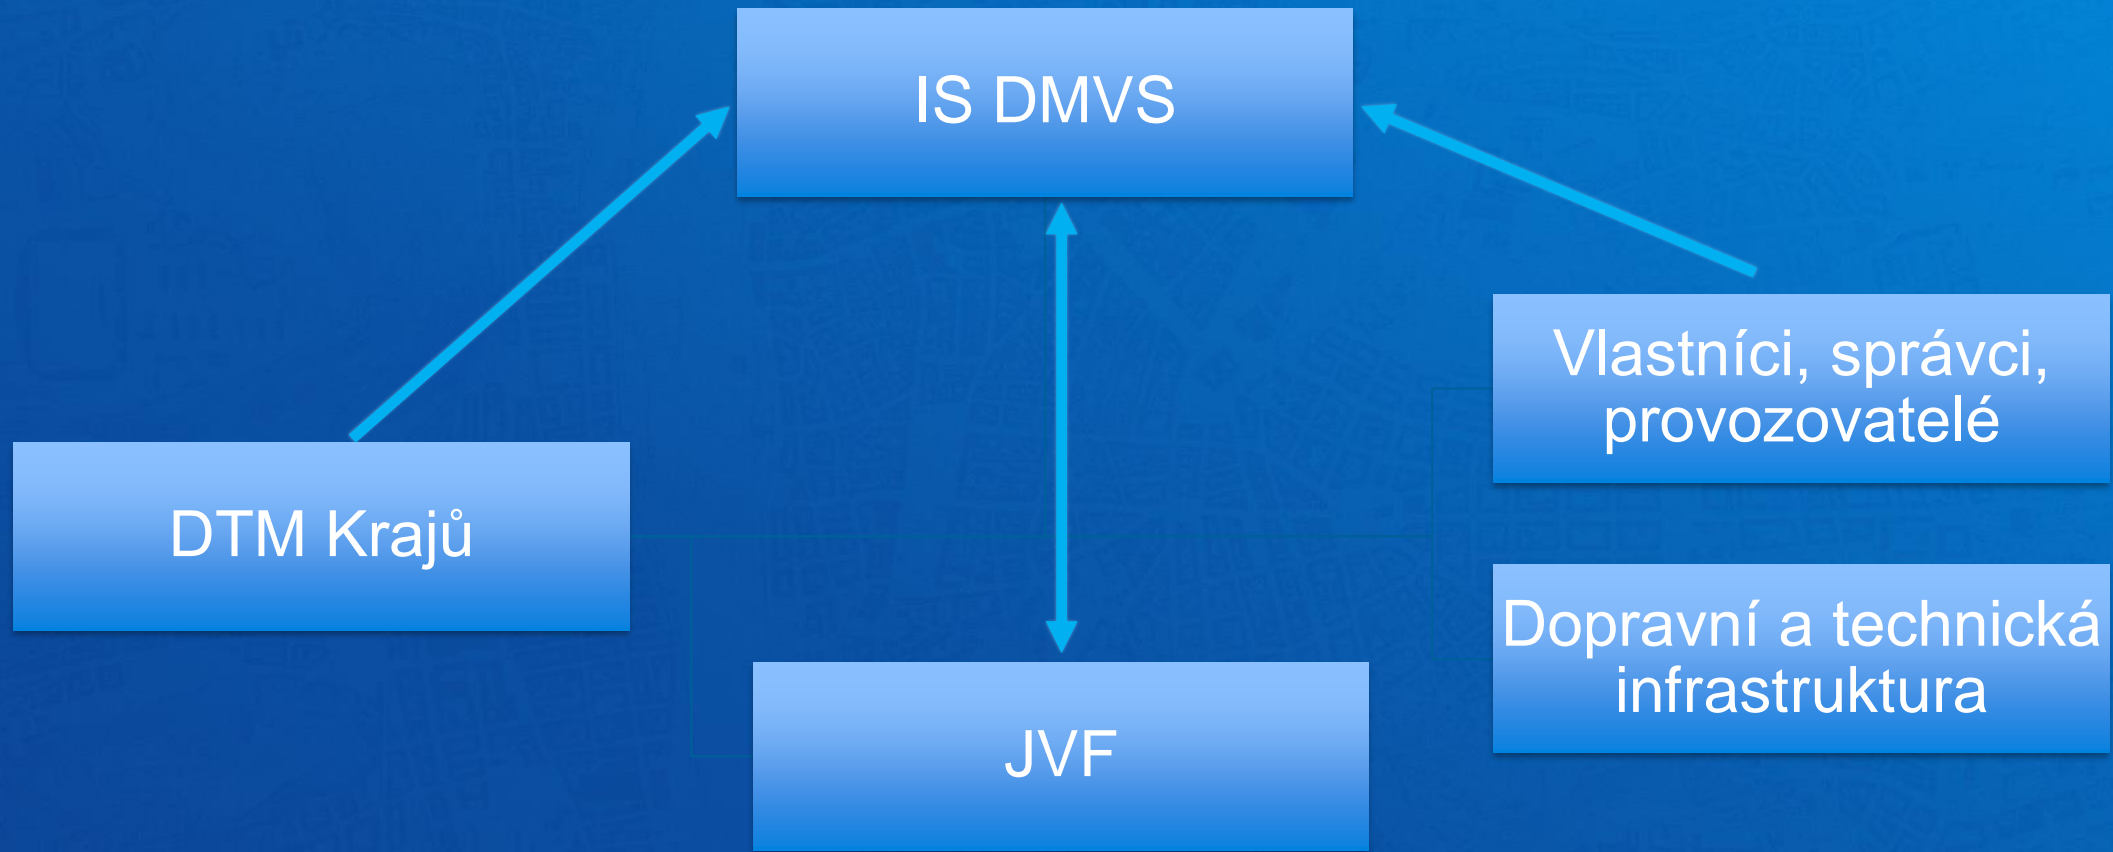 IS DMVS
Vlastníci, správci,
provozovatelé
DTM Krajů
Dopravní a technická
infrastruktura
JVF